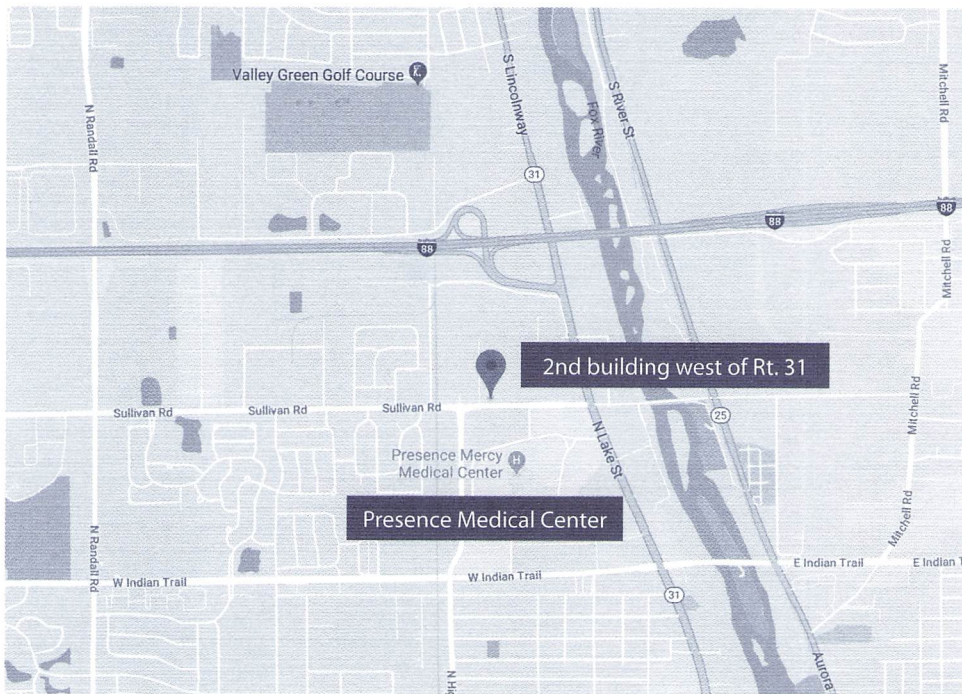 Valley Green Golf Course
S Lincolnway
S River St
Fox River
Mitchell Rd
N Randall Rd
31
88
88
88
Mitchell Rd
2nd building west of Rt. 31
Sullivan Rd
Sullivan Rd
Sullivan Rd
25
Mitchell Rd
N Lake St
Presence Mercy
Medical Center
H
Presence Medical Center
Mitchell Rd
N Randall Rd
W Indian Trail
W Indian Trail
E Indian Trail
E Indian T
31
Aurora